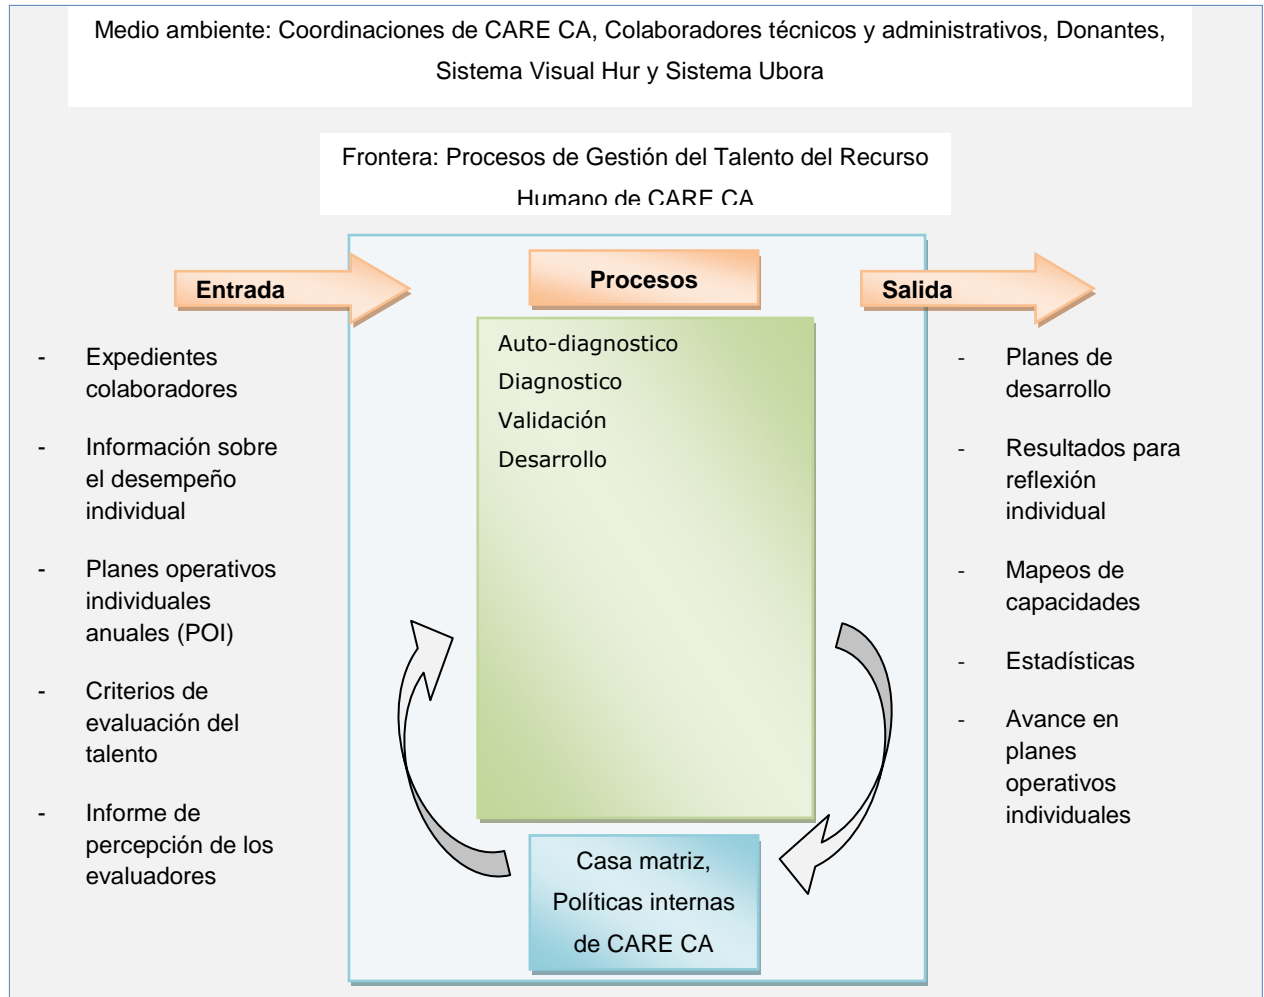 Medio ambiente: Coordinaciones de CARE CA, Colaboradores técnicos y administrativos, Donantes,
Sistema Visual Hur y Sistema Ubora
Frontera: Procesos de Gestión del Talento del Recurso
Humano de CARE CA
Entrada
Procesos
Salida
- Expedientes
colaboradores
- Información sobre
el desempeño
individual
- Planes operativos
individuales
anuales (POI)
- Criterios de
evaluación del
talento
- Informe de
percepción de los
evaluadores
Auto-diagnostico
Diagnostico
Validación
Desarrollo
Casa matriz,
Políticas internas
de CARE CA
- Planes de
desarrollo
- Resultados para
reflexión
individual
- Mapeos de
capacidades
- Estadísticas
- Avance en
planes
operativos
individuales